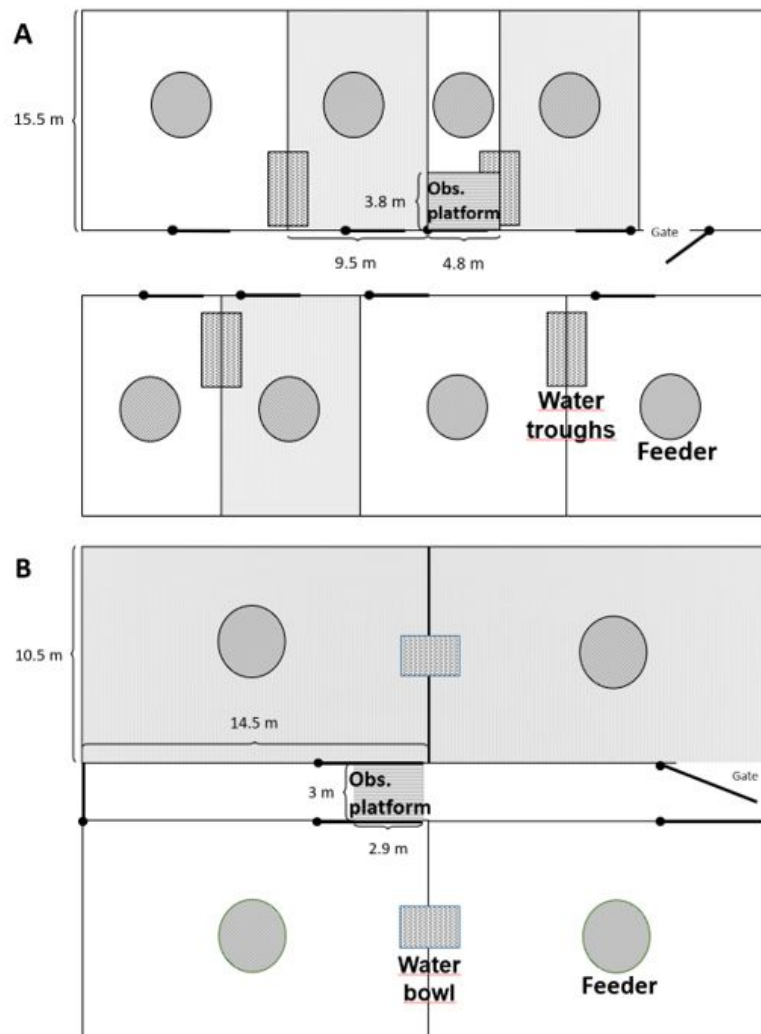 A
15.5 m
3.8 m
Obs.
platform
Gate
9.5 m
4.8 m
Water
troughs
Feeder
B
10.5 m
14.5 m
3 m
Obs.
platform
Gate
2.9 m
Water
bowl
Feeder